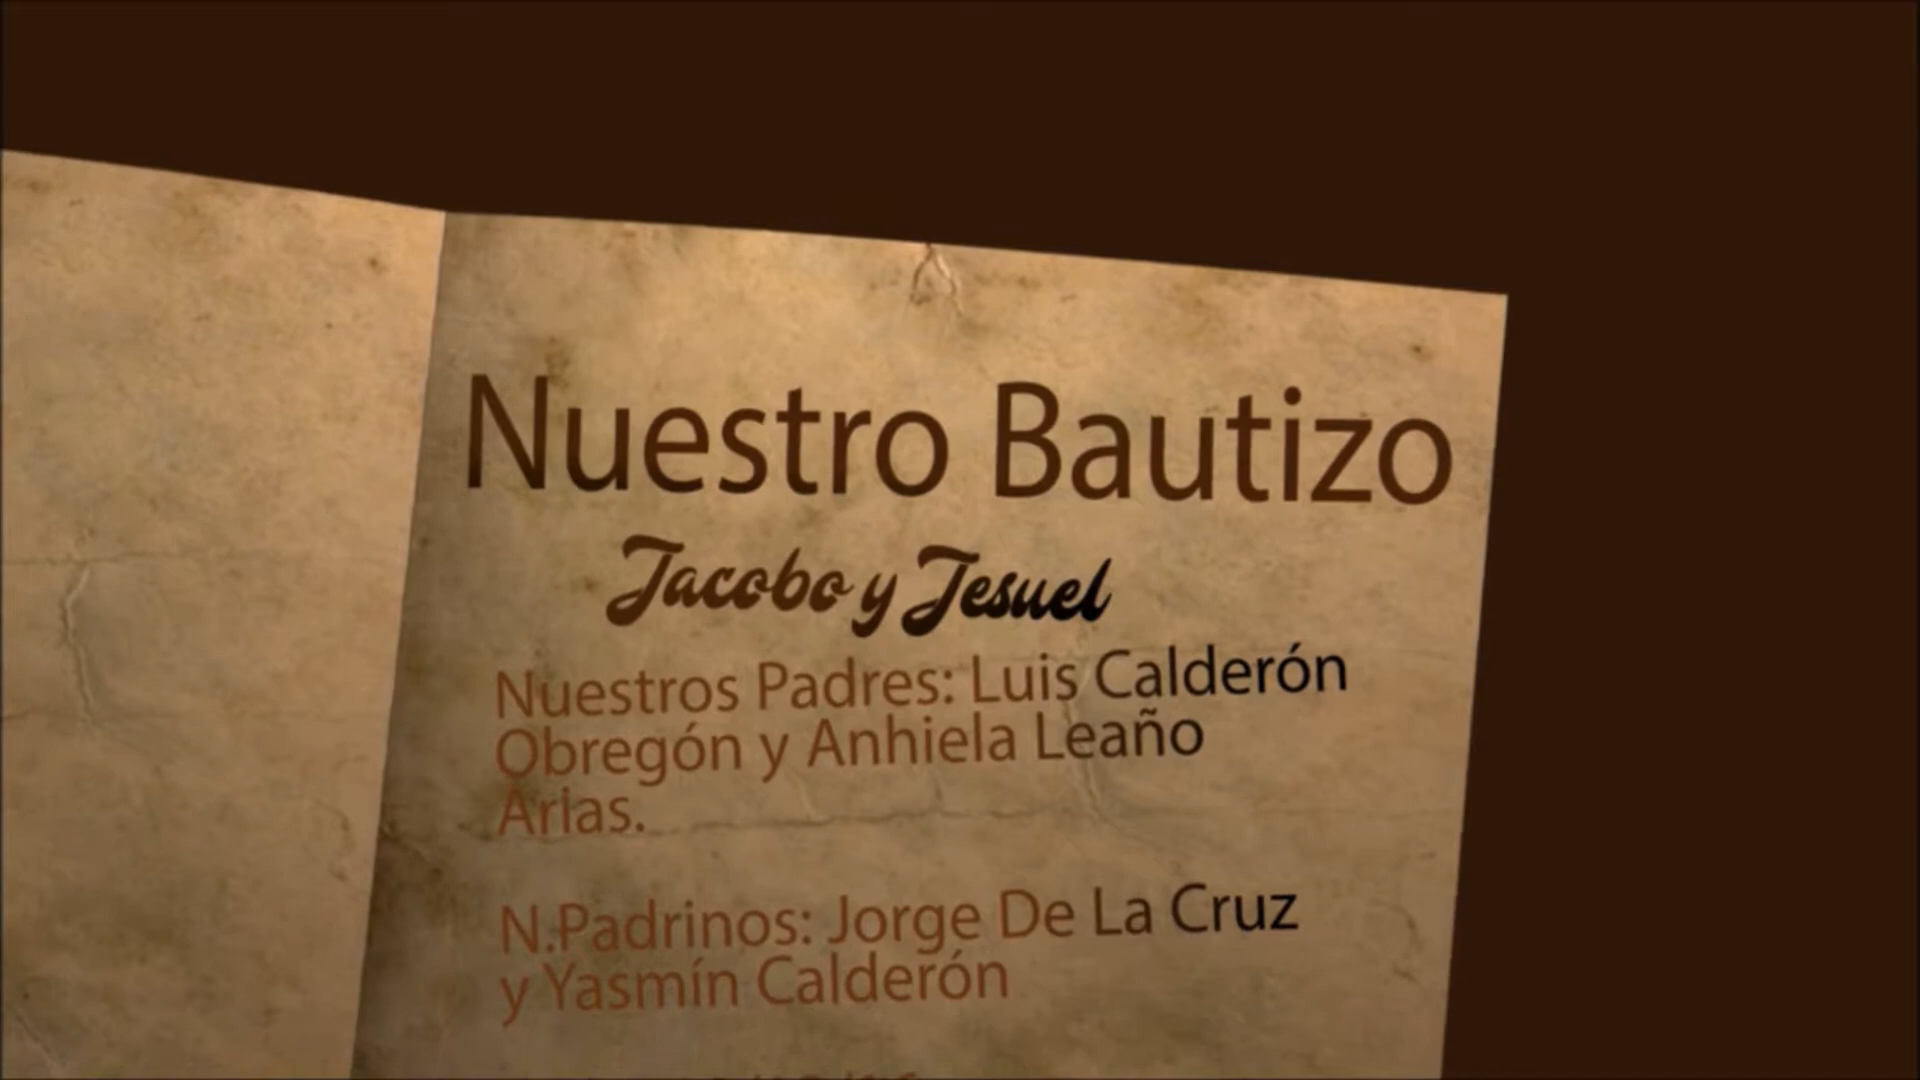 Nuestro Bautizo
Jacobo y Jesuel
Nuestros Padres: Luis Calderón
Obregón y Anhiela Leaño
Arias.
N.Padrinos: Jorge De La Cruz
y Yasmín Calderón